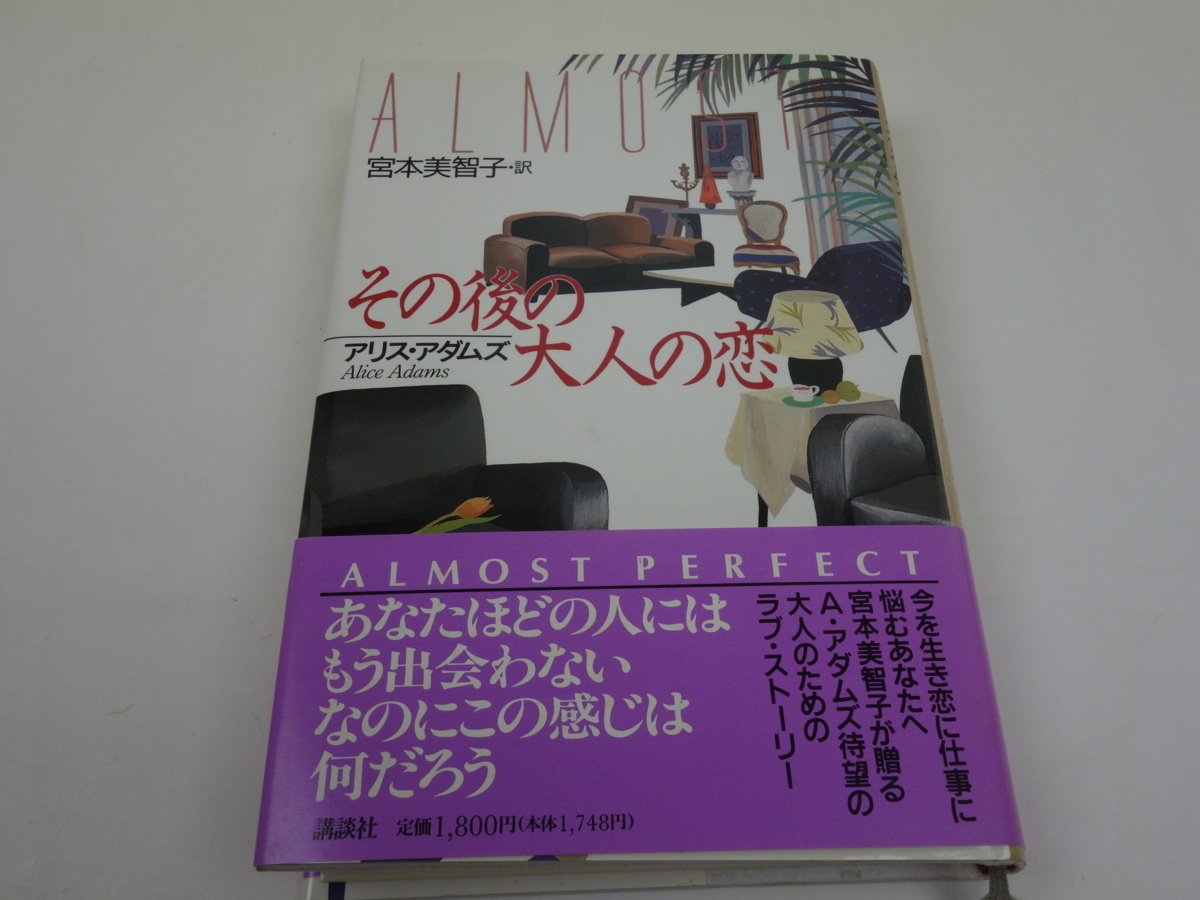 ALMOST
宮本美智子・訳
その後の
大人の恋
アリス・アダムズ
Alice Adams
ALMOST PERFECT
あなたほどの人には
もう出会わない
なのにこの感じは
何だろう
今を生き恋に仕事に
悩むあなたへ
宮本美智子が贈る
A・アダムズ待望の
大人のための
ラブ・ストーリー
講談社 定価1,800円(本体1,748円)